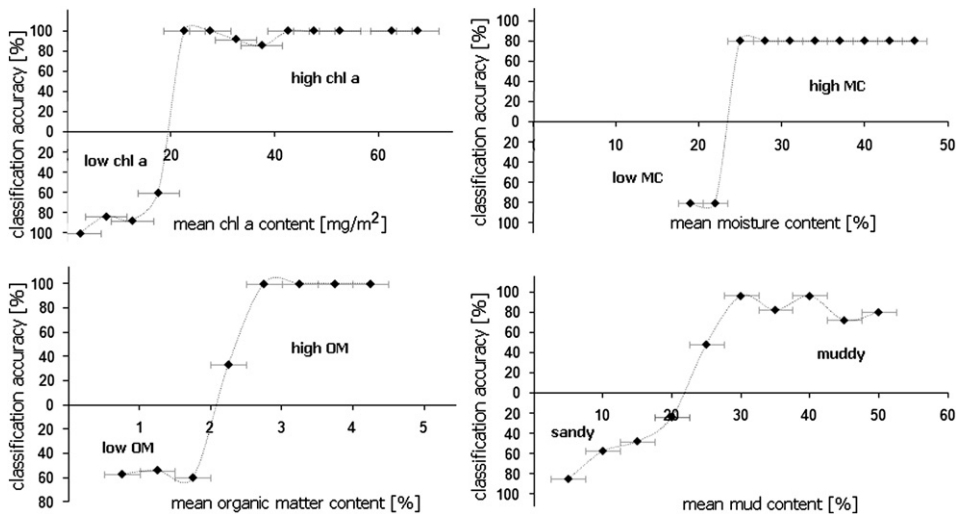 classification accuracy [%]
100
80
60
40
20
0
20
40
60
80
100
high chl a
low chl a
20 40 60
mean chl a content [mg/m²]
classification accuracy [%]
100
80
60
40
20
0
20
40
60
80
100
high MC
low MC
10 20 30 40 50
mean moisture content [%]
classification accuracy [%]
100
80
60
40
20
0
20
40
60
80
high OM
low OM
1 2 3 4 5
mean organic matter content [%]
classification accuracy [%]
100
80
60
40
20
0
20
40
60
80
100
muddy
sandy
10 20 30 40 50 60
mean mud content [%]